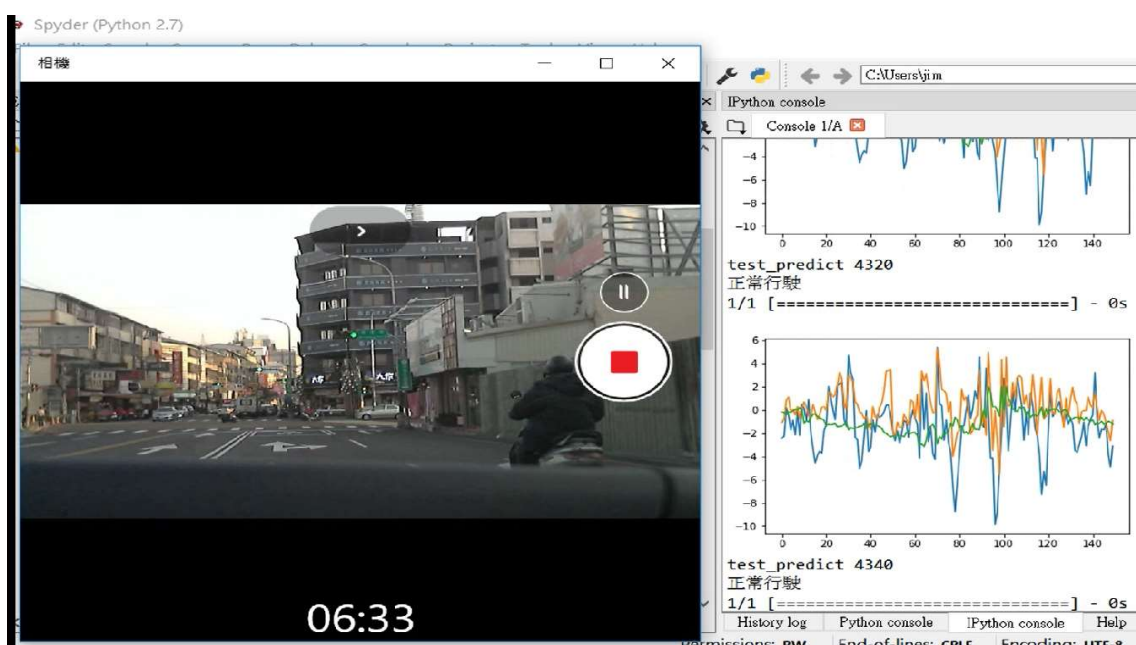 Spyder (Python 2.7)
相機
C:\Users\jim
IPython console
Console 1/A
-4
-6
-8
-10
0 20 40 60 80 100 120 140
test_predict 4320
正常行駛
1/1 [==============================] - 0s
6
4
2
0
-2
-4
-6
-8
-10
0 20 40 60 80 100 120 140
test_predict 4340
正常行駛
1/1 [==============================] - 0s
06:33
History log Python console IPython console Help
Permissions: RW End-of-lines: CRLF Encoding: UTF-8